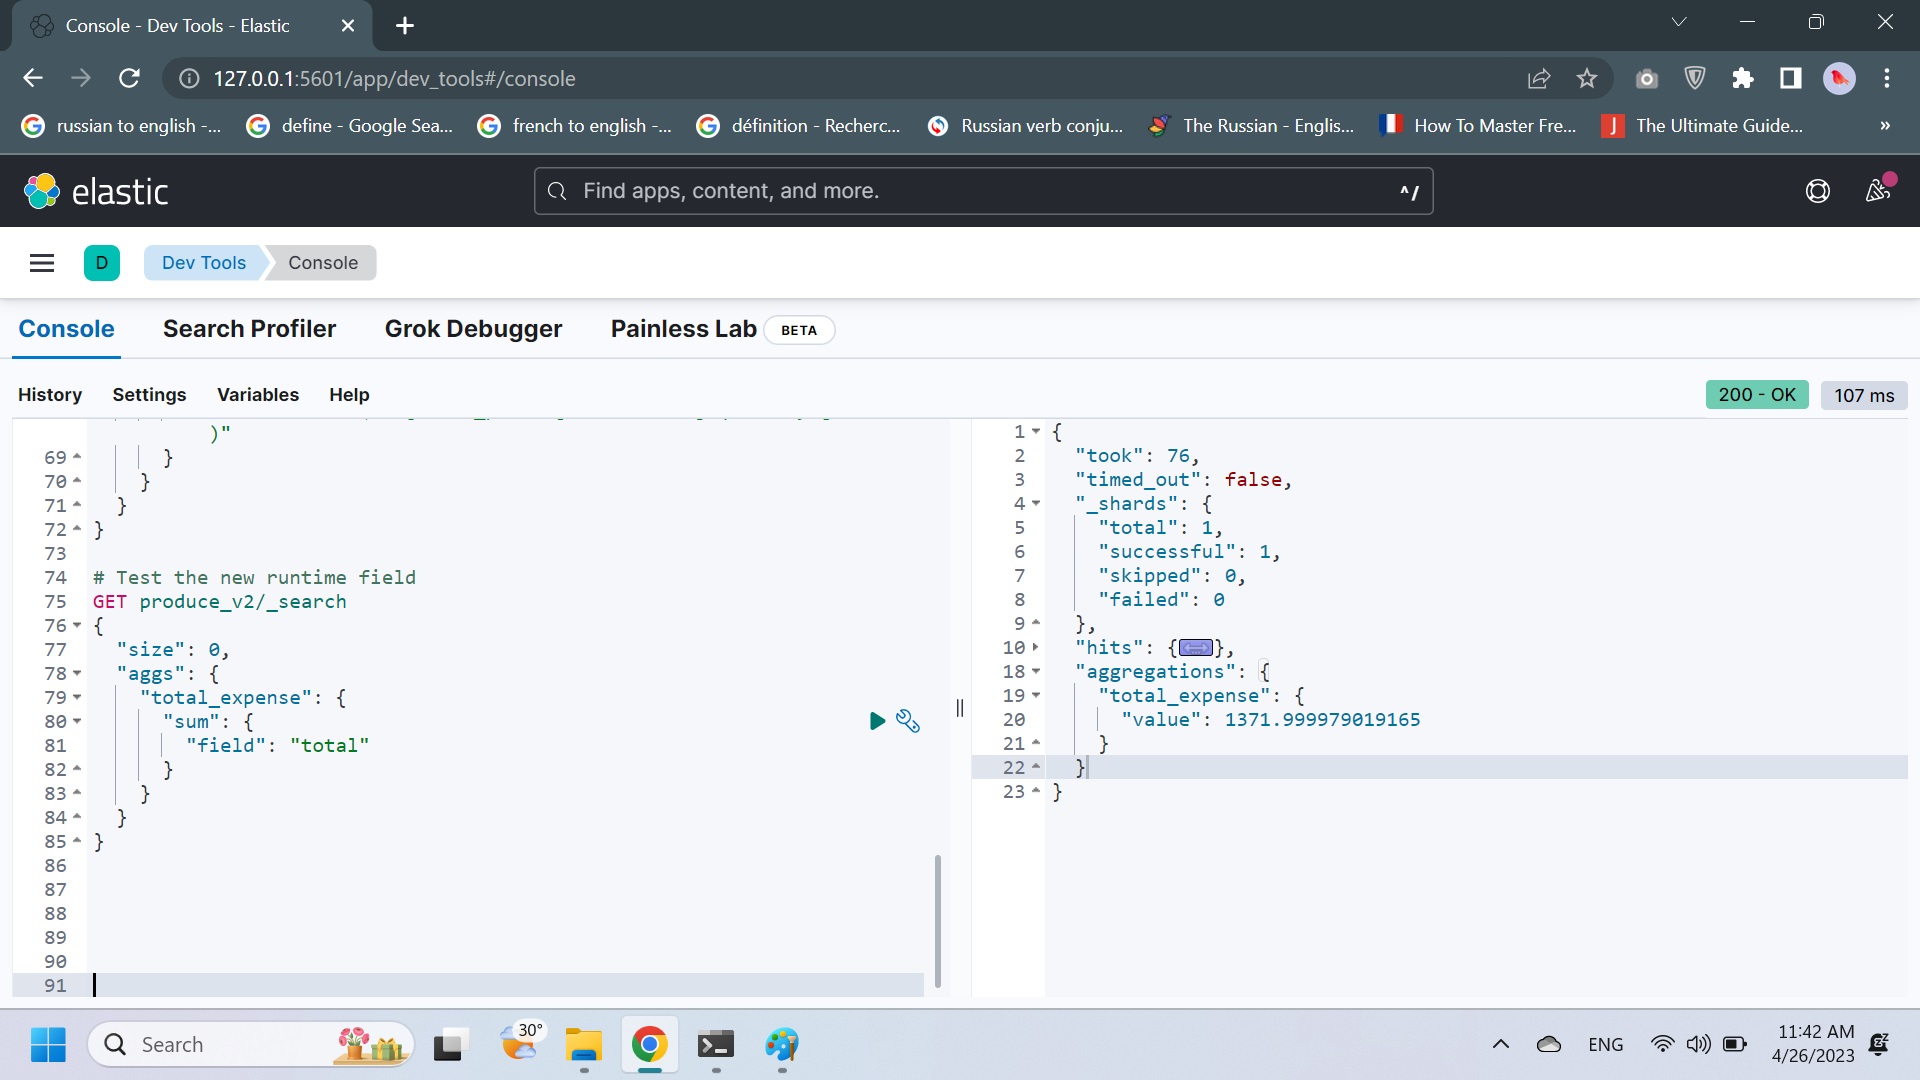 Console - Dev Tools - Elastic
127.0.0.1:5601/app/dev_tools#/console
russian to english -... define - Google Sea... french to english -... définition - Recherc... Russian verb conju... The Russian - Englis... How To Master Fre... The Ultimate Guide... »
elastic
Find apps, content, and more. ^/
D Dev Tools Console
Console Search Profiler Grok Debugger Painless Lab BETA
History Settings Variables Help 200 - OK 107 ms
)"
69 }
70 }
71 }
72 }
73
74 # Test the new runtime field
75 GET produce_v2/_search
76 {
77 "size": 0,
78 "aggs": {
79 "total_expense": {
80 "sum": {
81 "field": "total"
82 }
83 }
84 }
85 }
86
87
88
89
90
91
1 {
2 "took": 76,
3 "timed_out": false,
4 "_shards": {
5 "total": 1,
6 "successful": 1,
7 "skipped": 0,
8 "failed": 0
9 },
10 "hits": {},
18 "aggregations": {
19 "total_expense": {
20 "value": 1371.999979019165
21 }
22 }
23 }
Search
30°
ENG
11:42 AM
4/26/2023